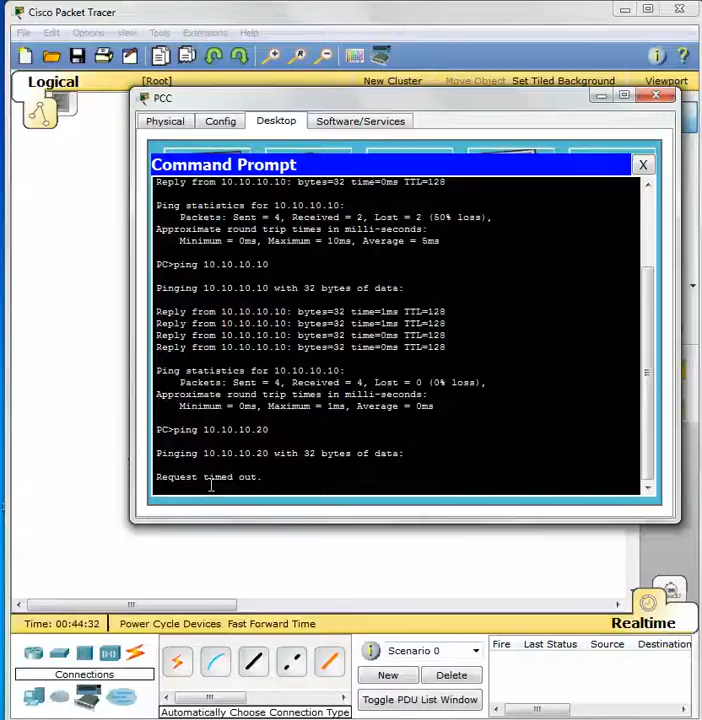 Cisco Packet Tracer
File Edit Options View Tools Extensions Help
Logical [Root] New Cluster Move Object Set Tiled Background Viewport
PCC
Physical Config Desktop Software/Services
Command Prompt X
Reply from 10.10.10.10: bytes=32 time=0ms TTL=128
Ping statistics for 10.10.10.10:
Packets: Sent = 4, Received = 2, Lost = 2 (50% loss),
Approximate round trip times in milli-seconds:
Minimum = 0ms, Maximum = 10ms, Average = 5ms
PC>ping 10.10.10.10
Pinging 10.10.10.10 with 32 bytes of data:
Reply from 10.10.10.10: bytes=32 time=1ms TTL=128
Reply from 10.10.10.10: bytes=32 time=1ms TTL=128
Reply from 10.10.10.10: bytes=32 time=0ms TTL=128
Reply from 10.10.10.10: bytes=32 time=0ms TTL=128
Ping statistics for 10.10.10.10:
Packets: Sent = 4, Received = 4, Lost = 0 (0% loss),
Approximate round trip times in milli-seconds:
Minimum = 0ms, Maximum = 1ms, Average = 0ms
PC>ping 10.10.10.20
Pinging 10.10.10.20 with 32 bytes of data:
Request timed out.
Time: 00:44:32 Power Cycle Devices Fast Forward Time Realtime
Connections
Automatically Choose Connection Type
Scenario 0
New Delete
Toggle PDU List Window
Fire Last Status Source Destination